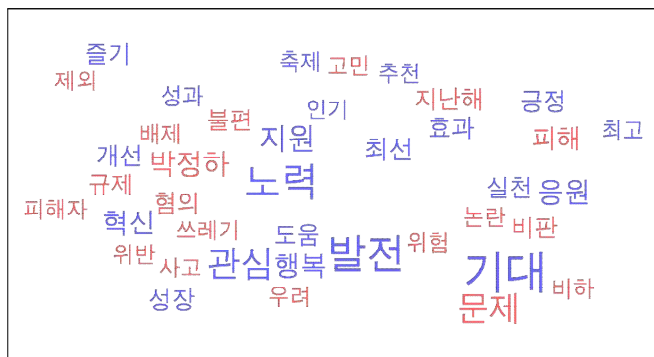 즐기
축제
고민
추천
제외
성과
지난해
긍정
불편
인기
배제
지원
효과
피해
최고
개선
박정하
최선
규제
노력
실천
응원
피해자
혐의
혁신
쓰레기
도움
논란
비판
위반
사고
관심
행복
발전
위험
기대
비하
성장
우려
문제